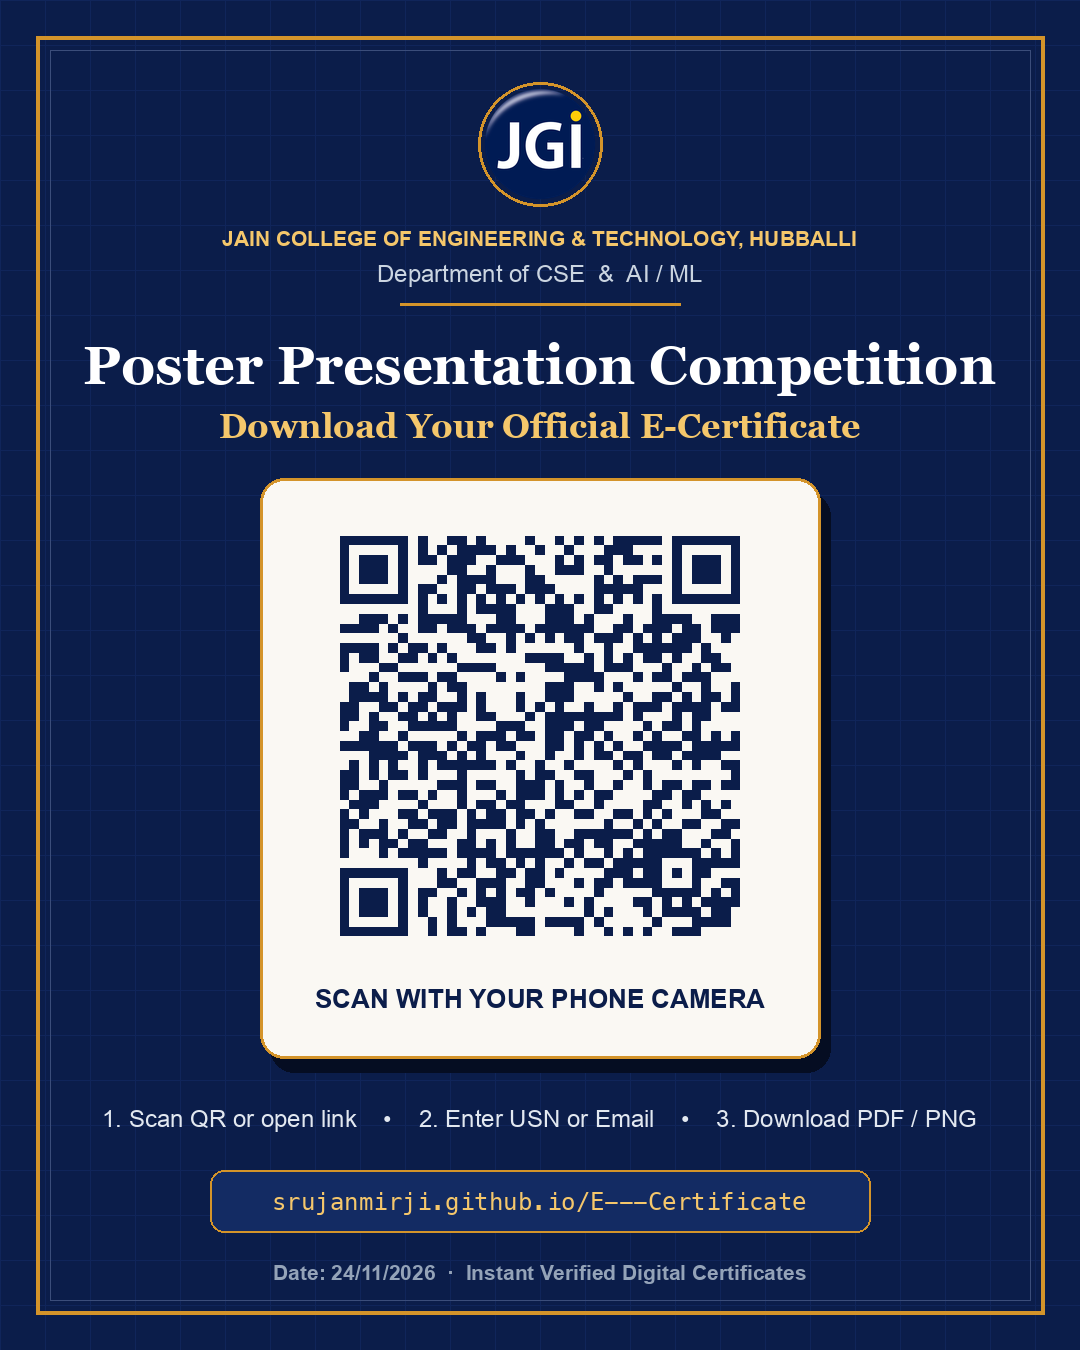 JGi
JAIN COLLEGE OF ENGINEERING & TECHNOLOGY, HUBBALLI
Department of CSE & AI / ML
Poster Presentation Competition
Download Your Official E-Certificate
SCAN WITH YOUR PHONE CAMERA
1. Scan QR or open link • 2. Enter USN or Email • 3. Download PDF / PNG
srujanmirji.github.io/E---Certificate
Date: 24/11/2026 · Instant Verified Digital Certificates